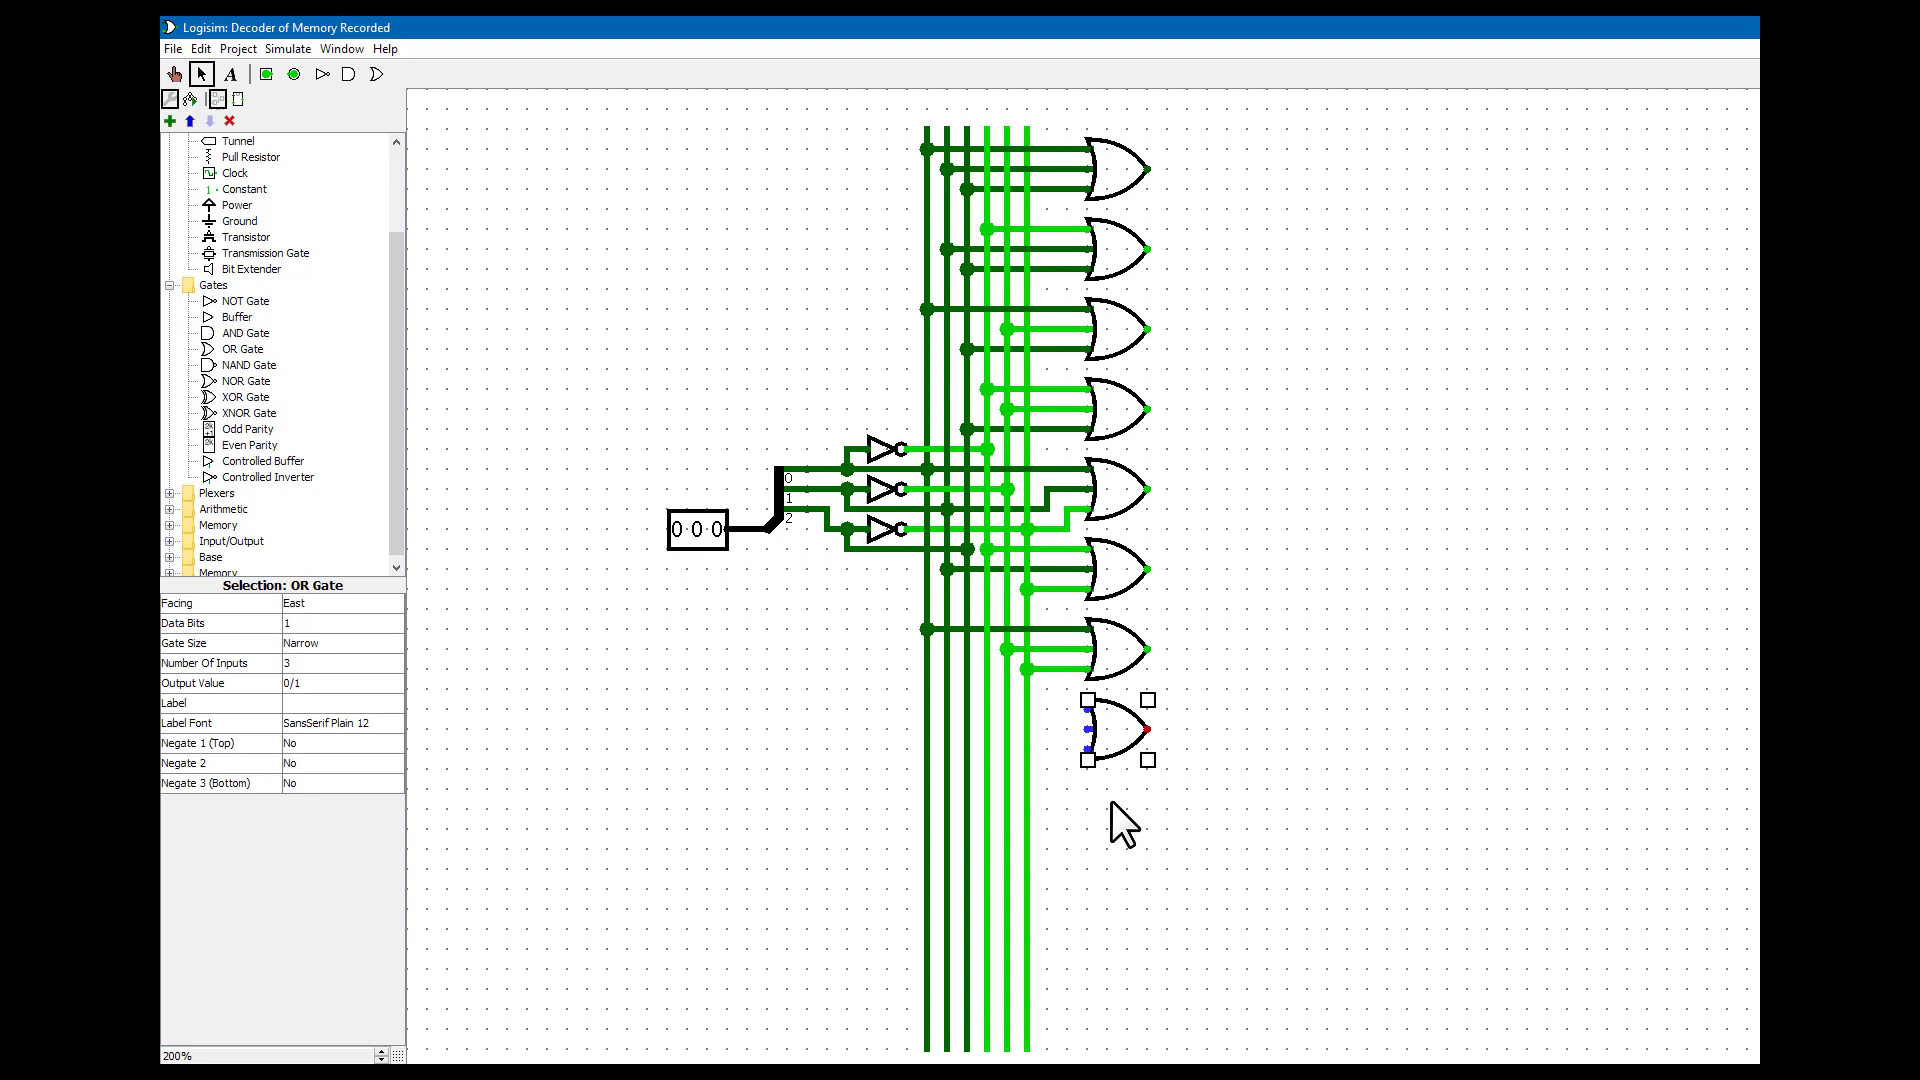 Logisim: Decoder of Memory Recorded
File Edit Project Simulate Window Help
A
Tunnel
Pull Resistor
Clock
1 Constant
Power
Ground
Transistor
Transmission Gate
Bit Extender
Gates
NOT Gate
Buffer
AND Gate
OR Gate
NAND Gate
NOR Gate
XOR Gate
XNOR Gate
2k+1 Odd Parity
2k Even Parity
Controlled Buffer
Controlled Inverter
Plexers
Arithmetic
Memory
Input/Output
Base
Memory
Selection: OR Gate
Facing East
Data Bits 1
Gate Size Narrow
Number Of Inputs 3
Output Value 0/1
Label
Label Font SansSerif Plain 12
Negate 1 (Top) No
Negate 2 No
Negate 3 (Bottom) No
200%
0
1
2
0 0 0